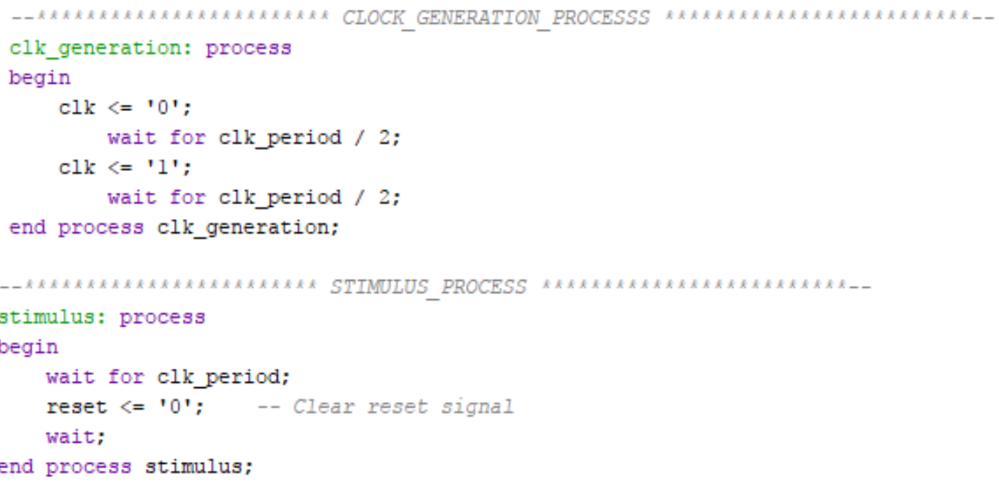 --************************ CLOCK_GENERATION_PROCESSS *************************--
clk_generation: process
begin
clk <= '0';
wait for clk_period / 2;
clk <= '1';
wait for clk_period / 2;
end process clk_generation;
--************************ STIMULUS_PROCESS *************************--
stimulus: process
begin
wait for clk_period;
reset <= '0'; -- Clear reset signal
wait;
end process stimulus;